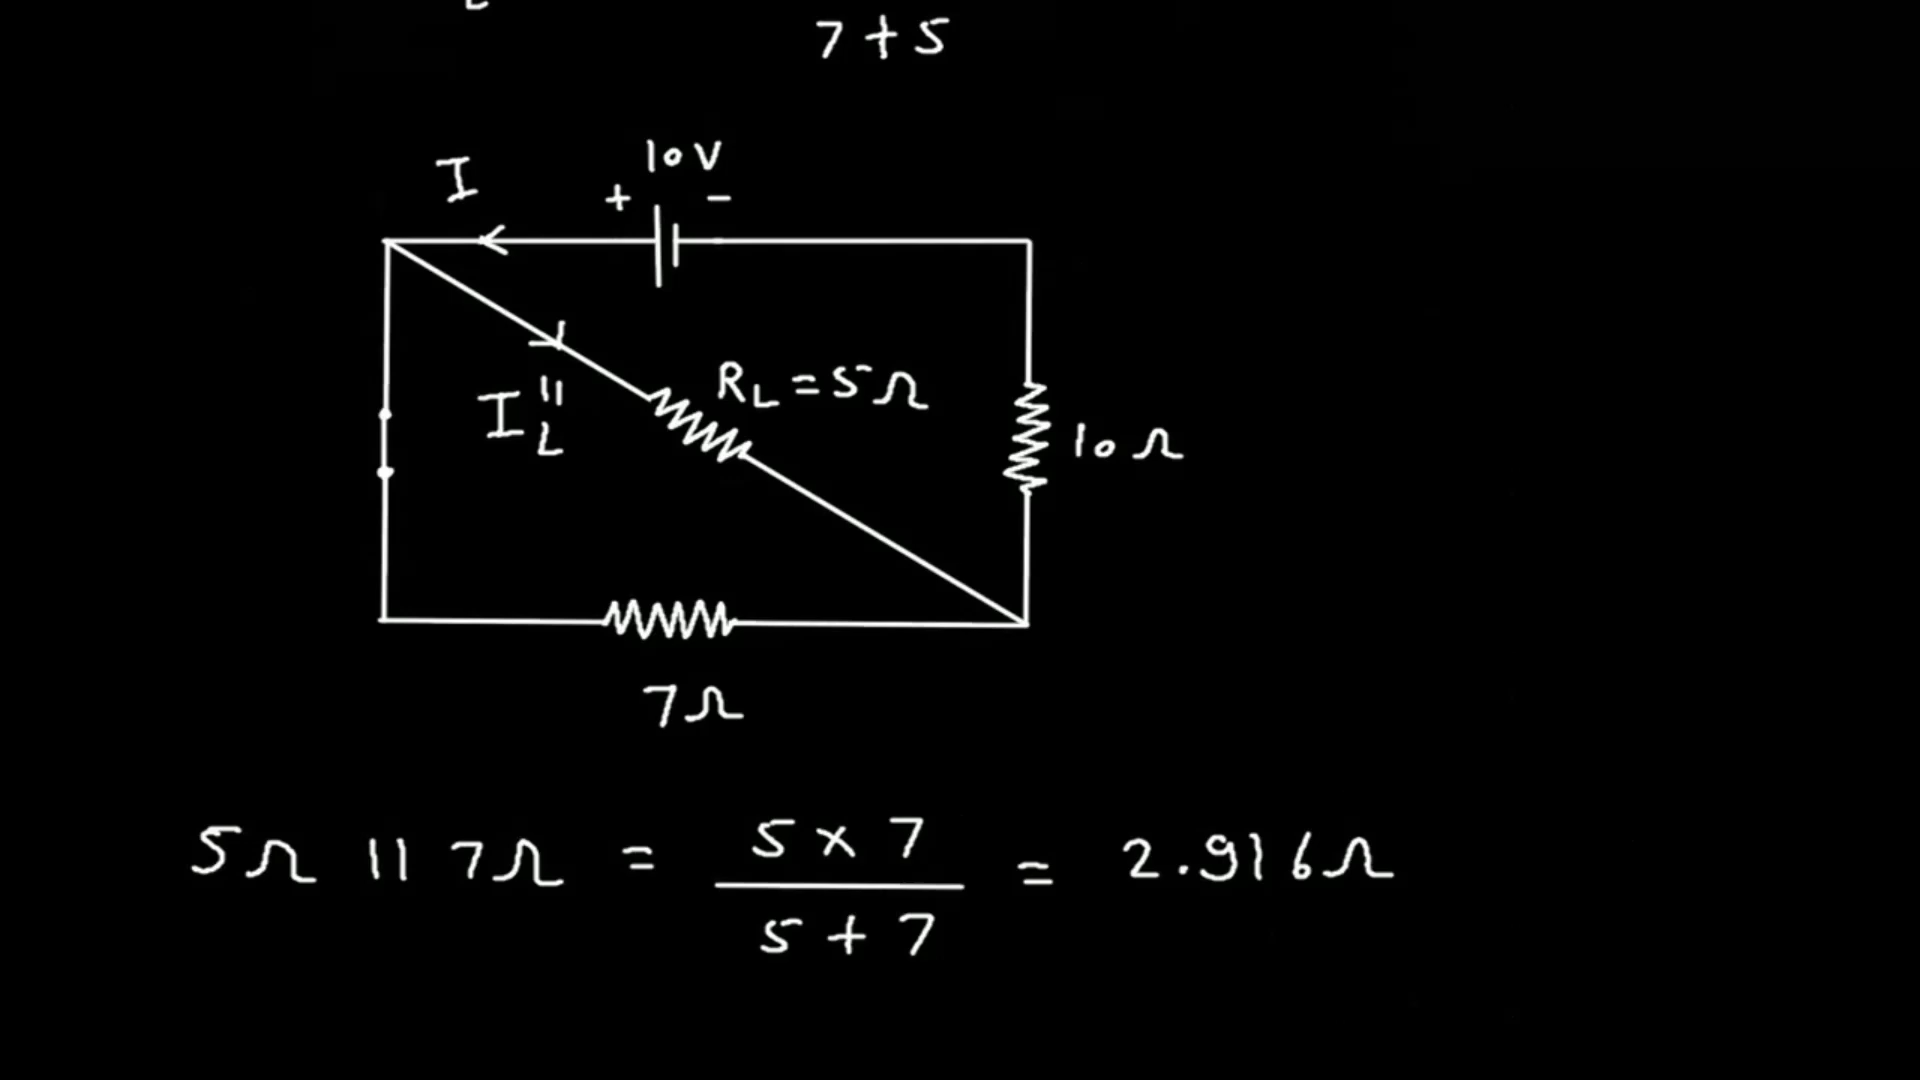 L
7 + 5
10V
I
+ -
R_L = 5Ω
I_L''
10Ω
7Ω
5Ω || 7Ω = 5 × 7 / 5 + 7 = 2.916Ω